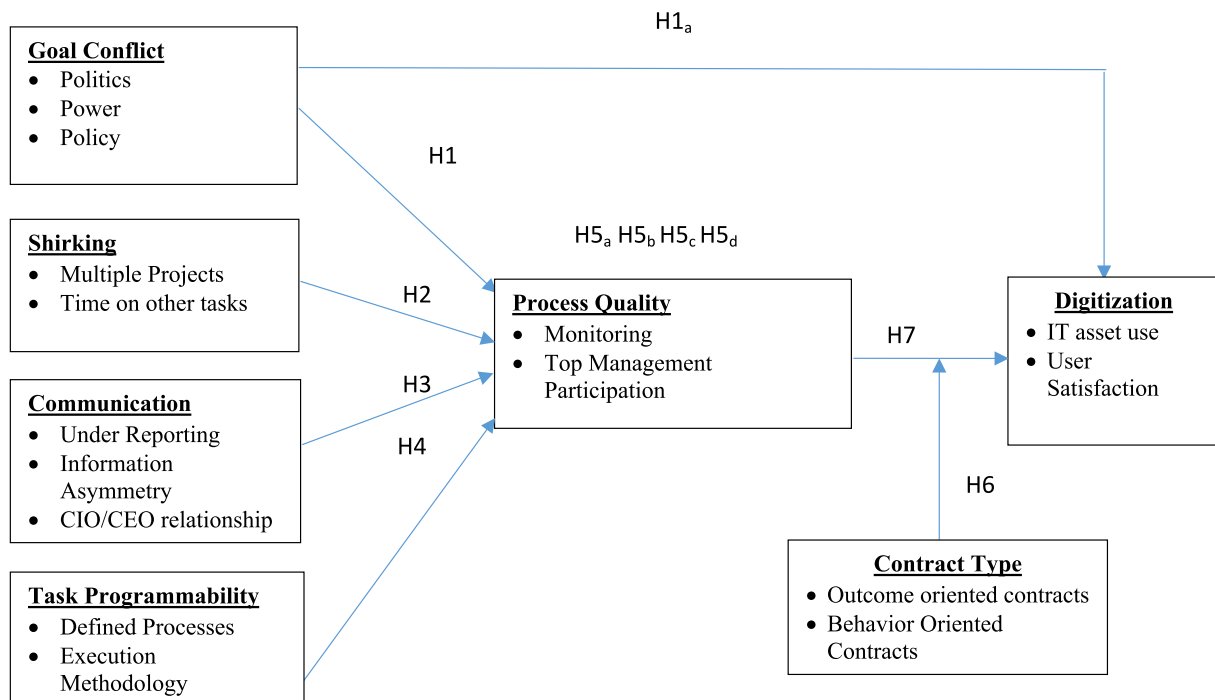 H1a
Goal Conflict
• Politics
• Power
• Policy
H1
Shirking
• Multiple Projects
• Time on other tasks
H2
Communication
• Under Reporting
• Information
Asymmetry
• CIO/CEO relationship
H3
Task Programmability
• Defined Processes
• Execution
Methodology
H4
H5a H5b H5c H5d
Process Quality
• Monitoring
• Top Management
Participation
H7
Digitization
• IT asset use
• User
Satisfaction
H6
Contract Type
• Outcome oriented contracts
• Behavior Oriented
Contracts